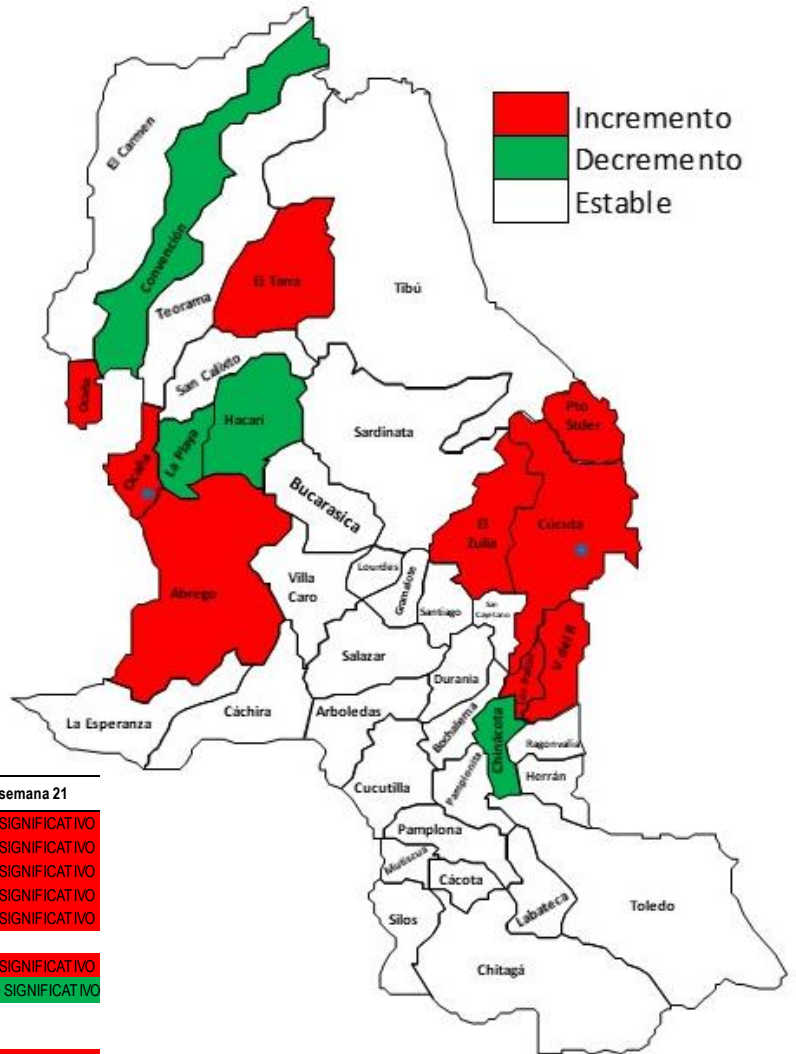 Incremento
Decremento
Estable
El Carmen
Convención
Teorama
El Tarra
Tibú
San Calixto
Ocaña
Hacarí
La Playa
Ocaña
Sardinata
Pto
Stder
Bucarasica
El
Zulia
Cúcuta
Abrego
Villa
Caro
Lourdes
Gramalote
Santiago
San
Cayetano
V del R
Salazar
Durania
La Esperanza
Cáchira
Arboledas
Bochalema
Chinácota
Ragonvalia
Herrán
Cucutilla
Pamplonita
Pamplona
Mutiscua
Cácota
Labateca
Toledo
Silos
Chitagá
semana 21
SIGNIFICATIVO
SIGNIFICATIVO
SIGNIFICATIVO
SIGNIFICATIVO
SIGNIFICATIVO
SIGNIFICATIVO
SIGNIFICATIVO